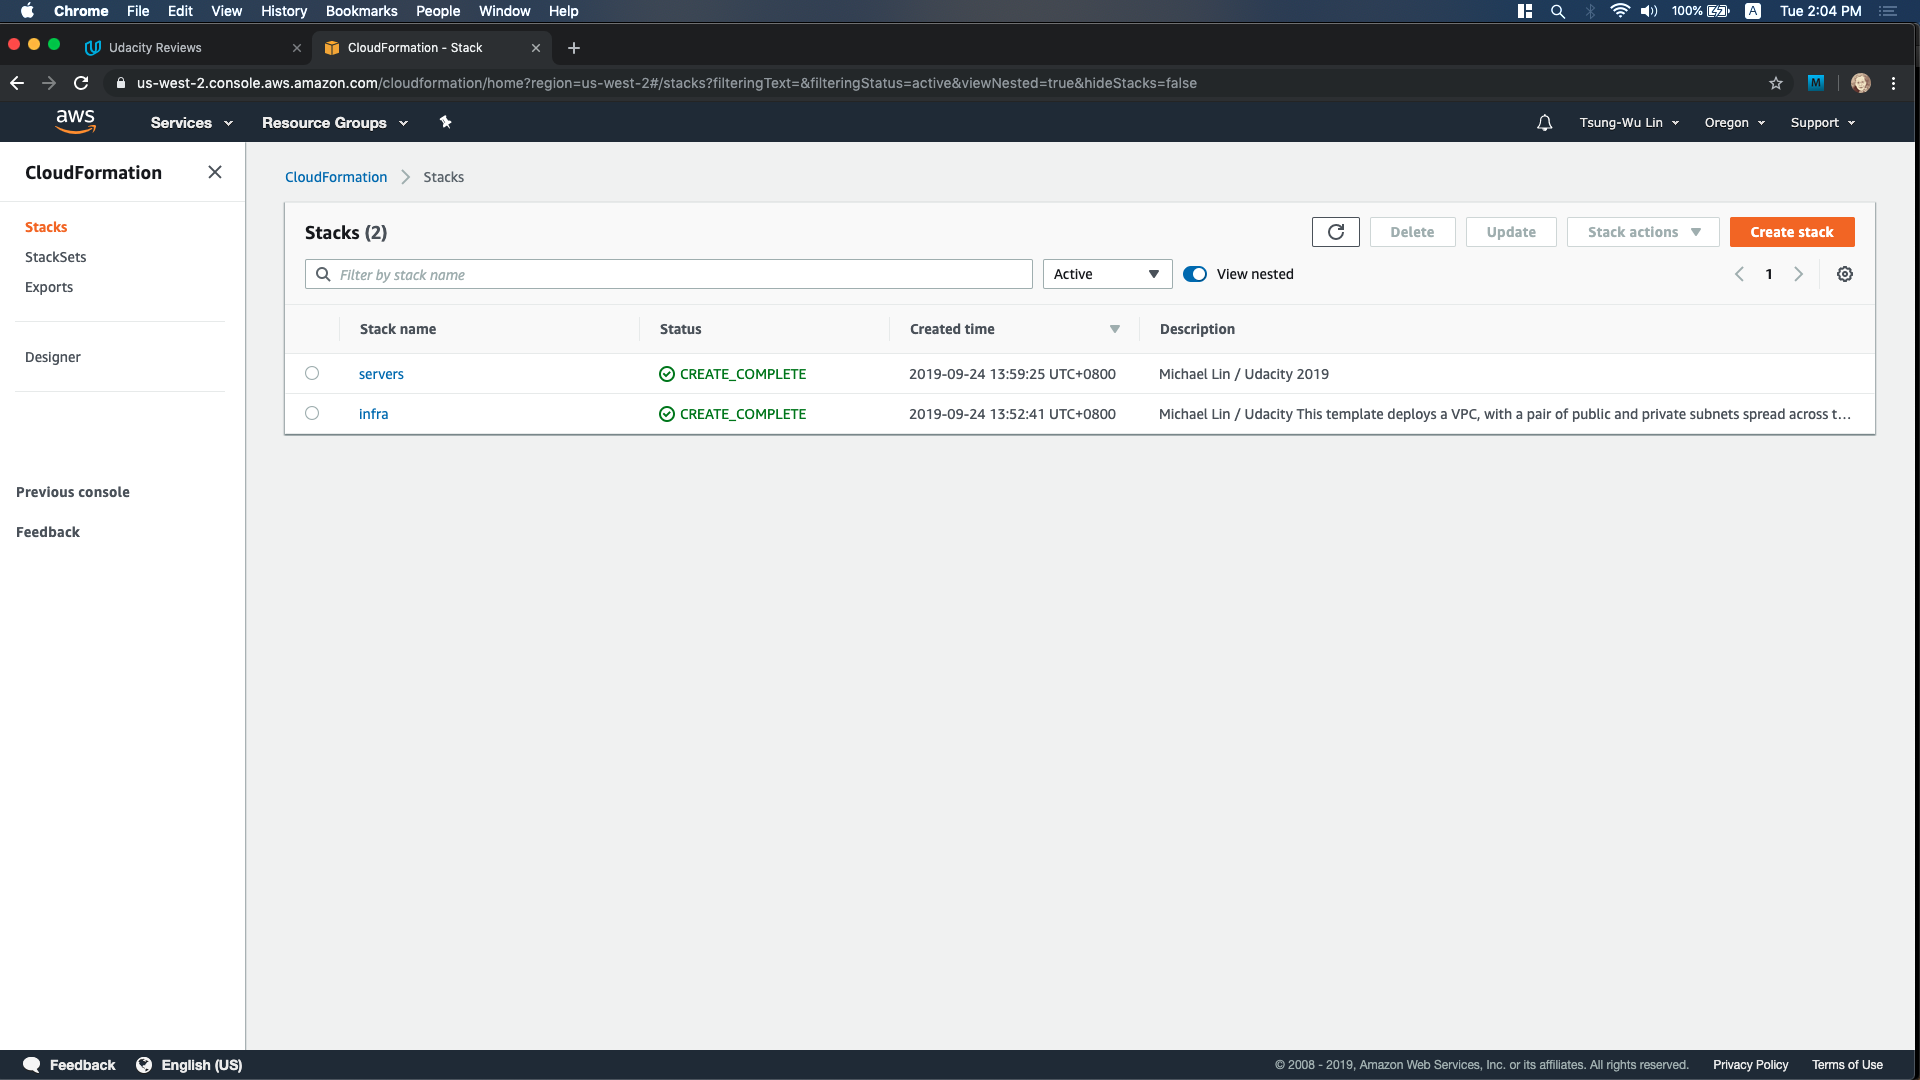 Chrome File Edit View History Bookmarks People Window Help 100% A Tue 2:04 PM
Udacity Reviews CloudFormation - Stack
us-west-2.console.aws.amazon.com/cloudformation/home?region=us-west-2#/stacks?filteringText=&filteringStatus=active&viewNested=true&hideStacks=false M
aws Services Resource Groups Tsung-Wu Lin Oregon Support
CloudFormation
Stacks
StackSets
Exports
Designer
Previous console
Feedback
CloudFormation Stacks
Stacks (2) Delete Update Stack actions Create stack
Filter by stack name Active View nested 1
Stack name Status Created time Description
servers CREATE_COMPLETE 2019-09-24 13:59:25 UTC+0800 Michael Lin / Udacity 2019
infra CREATE_COMPLETE 2019-09-24 13:52:41 UTC+0800 Michael Lin / Udacity This template deploys a VPC, with a pair of public and private subnets spread across t...
Feedback English (US) © 2008 - 2019, Amazon Web Services, Inc. or its affiliates. All rights reserved. Privacy Policy Terms of Use